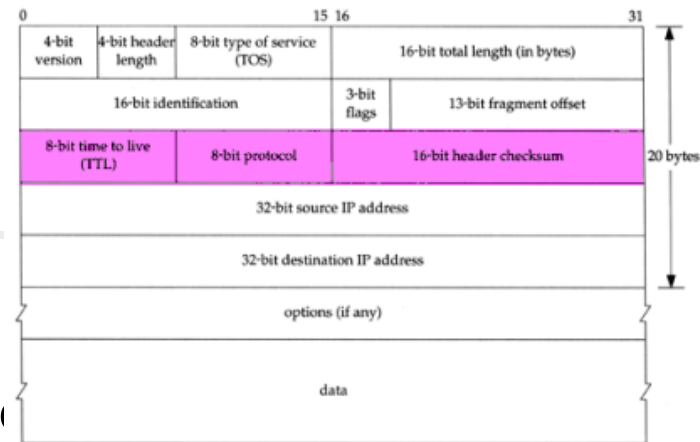 0 15 16 31
4-bit version 4-bit header length 8-bit type of service (TOS) 16-bit total length (in bytes)
16-bit identification 3-bit flags 13-bit fragment offset
8-bit time to live (TTL) 8-bit protocol 16-bit header checksum 20 bytes
32-bit source IP address
32-bit destination IP address
options (if any)
data